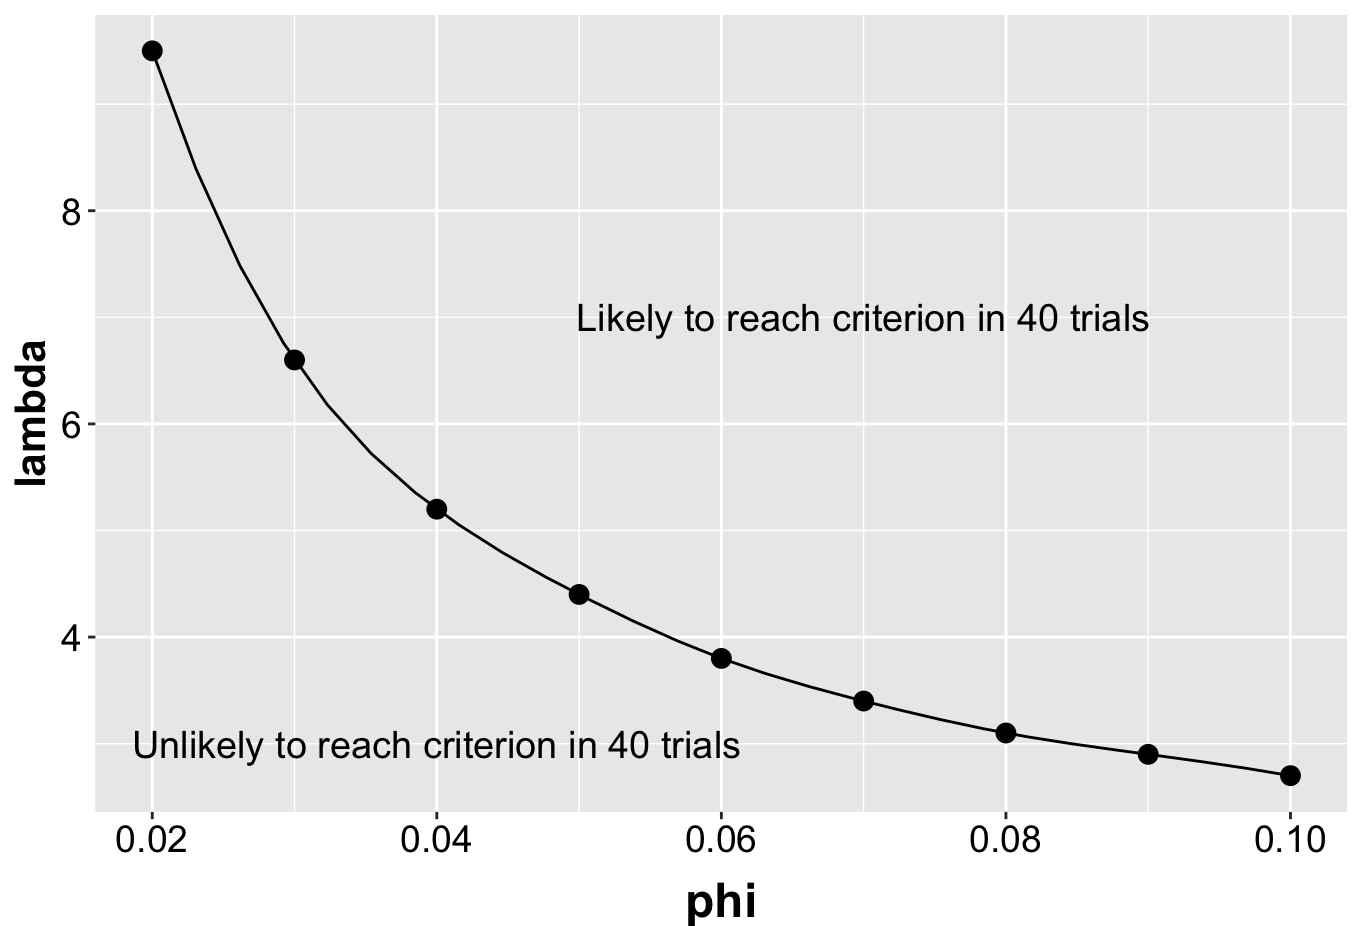 lambda
8
6
4
Likely to reach criterion in 40 trials
Unlikely to reach criterion in 40 trials
0.02 0.04 0.06 0.08 0.10
phi